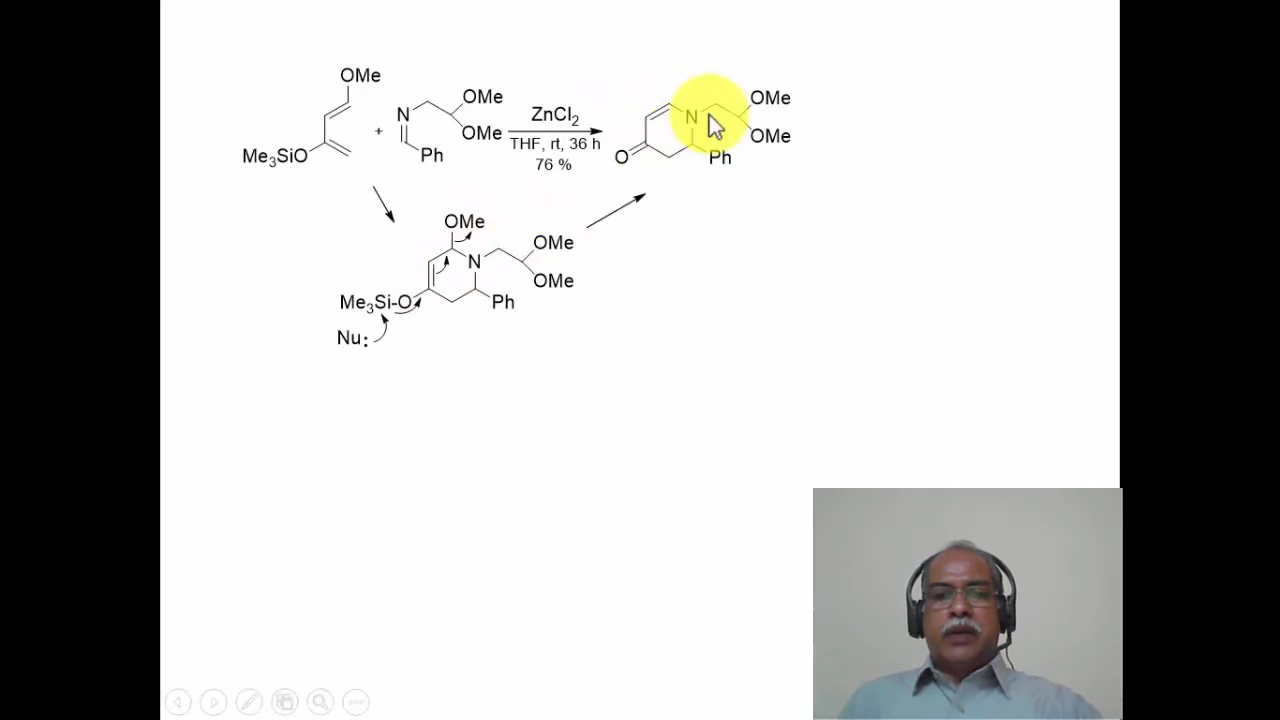 OMe
Me3SiO
+
N
OMe
OMe
Ph
ZnCl2
THF, rt, 36 h
76 %
N
OMe
OMe
O
Ph
OMe
N
OMe
OMe
Me3Si-O
Ph
Nu: